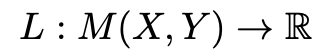 L : M(X, Y) → ℝ